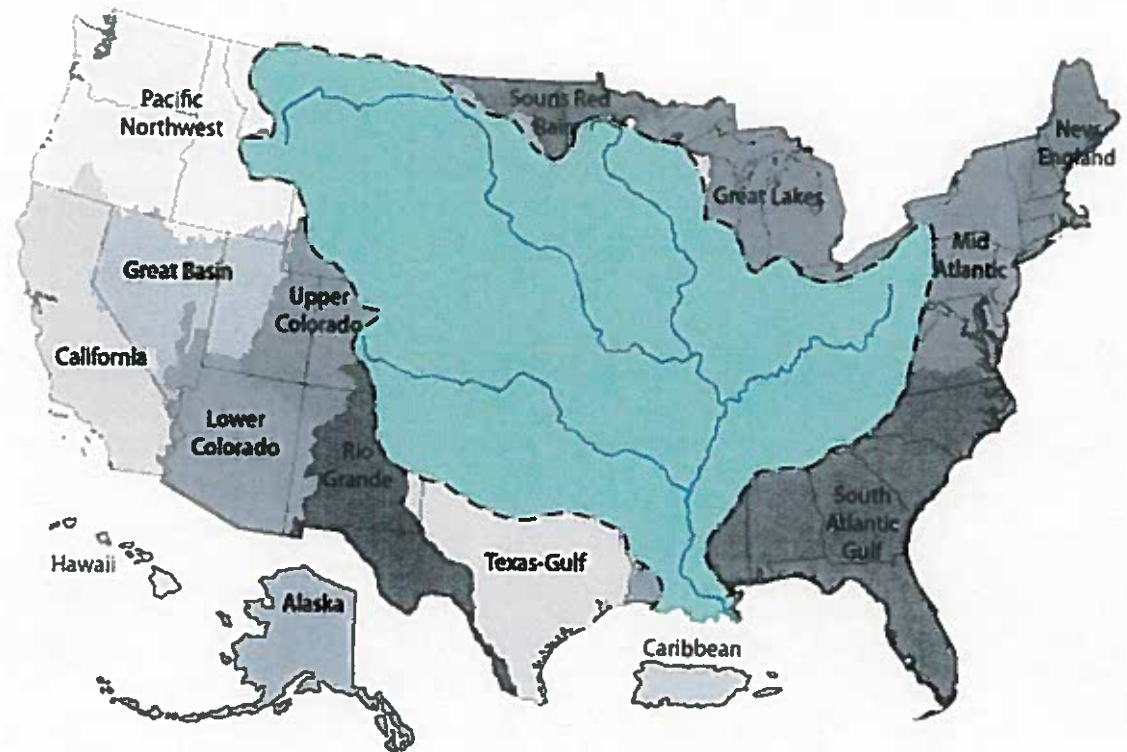 Pacific
Northwest
Souris Red
Rainy
New
England
Great Lakes
Mid
Atlantic
Great Basin
Upper
Colorado
California
Lower
Colorado
Rio
Grande
South
Atlantic
Gulf
Texas-Gulf
Hawaii
Alaska
Caribbean